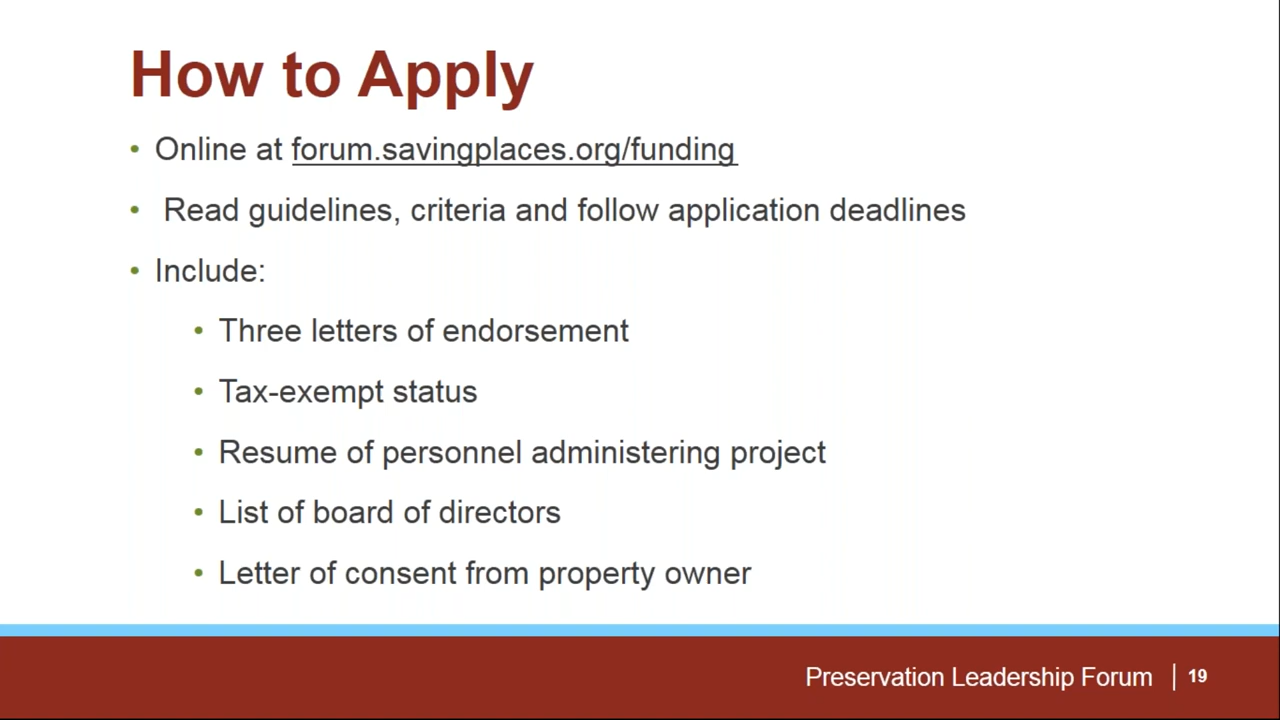 How to Apply
• Online at forum.savingplaces.org/funding
• Read guidelines, criteria and follow application deadlines
• Include:
• Three letters of endorsement
• Tax-exempt status
• Resume of personnel administering project
• List of board of directors
• Letter of consent from property owner
Preservation Leadership Forum | 19